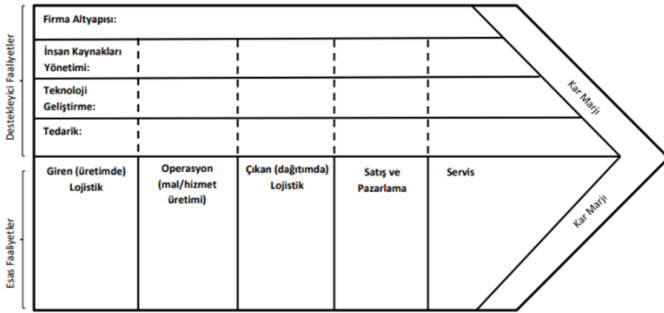 Destekleyici Faaliyetler
Firma Altyapısı:
İnsan Kaynakları
Yönetimi:
Teknoloji
Geliştirme:
Tedarik:
Kar Marjı
Esas Faaliyetler
Giren (üretimde)
Lojistik
Operasyon
(mal/hizmet
üretimi)
Çıkan (dağıtımda)
Lojistik
Satış ve
Pazarlama
Servis
Kar Marjı